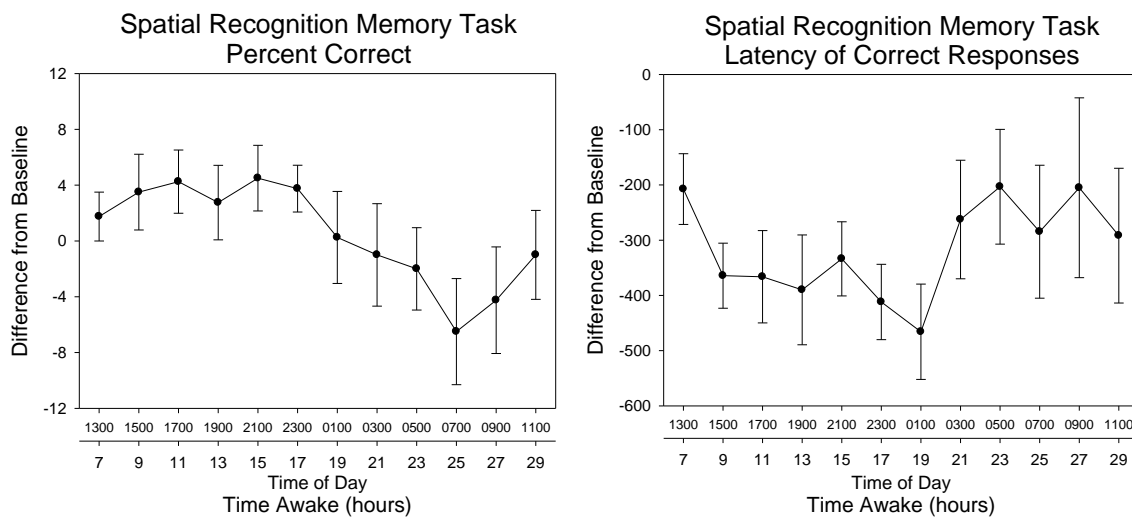 Spatial Recognition Memory Task
Percent Correct
12
8
4
0
-4
-8
-12
Difference from Baseline
1300 1500 1700 1900 2100 2300 0100 0300 0500 0700 0900 1100
7 9 11 13 15 17 19 21 23 25 27 29
Time of Day
Time Awake (hours)
Spatial Recognition Memory Task
Latency of Correct Responses
0
-100
-200
-300
-400
-500
-600
Difference from Baseline
1300 1500 1700 1900 2100 2300 0100 0300 0500 0700 0900 1100
7 9 11 13 15 17 19 21 23 25 27 29
Time of Day
Time Awake (hours)